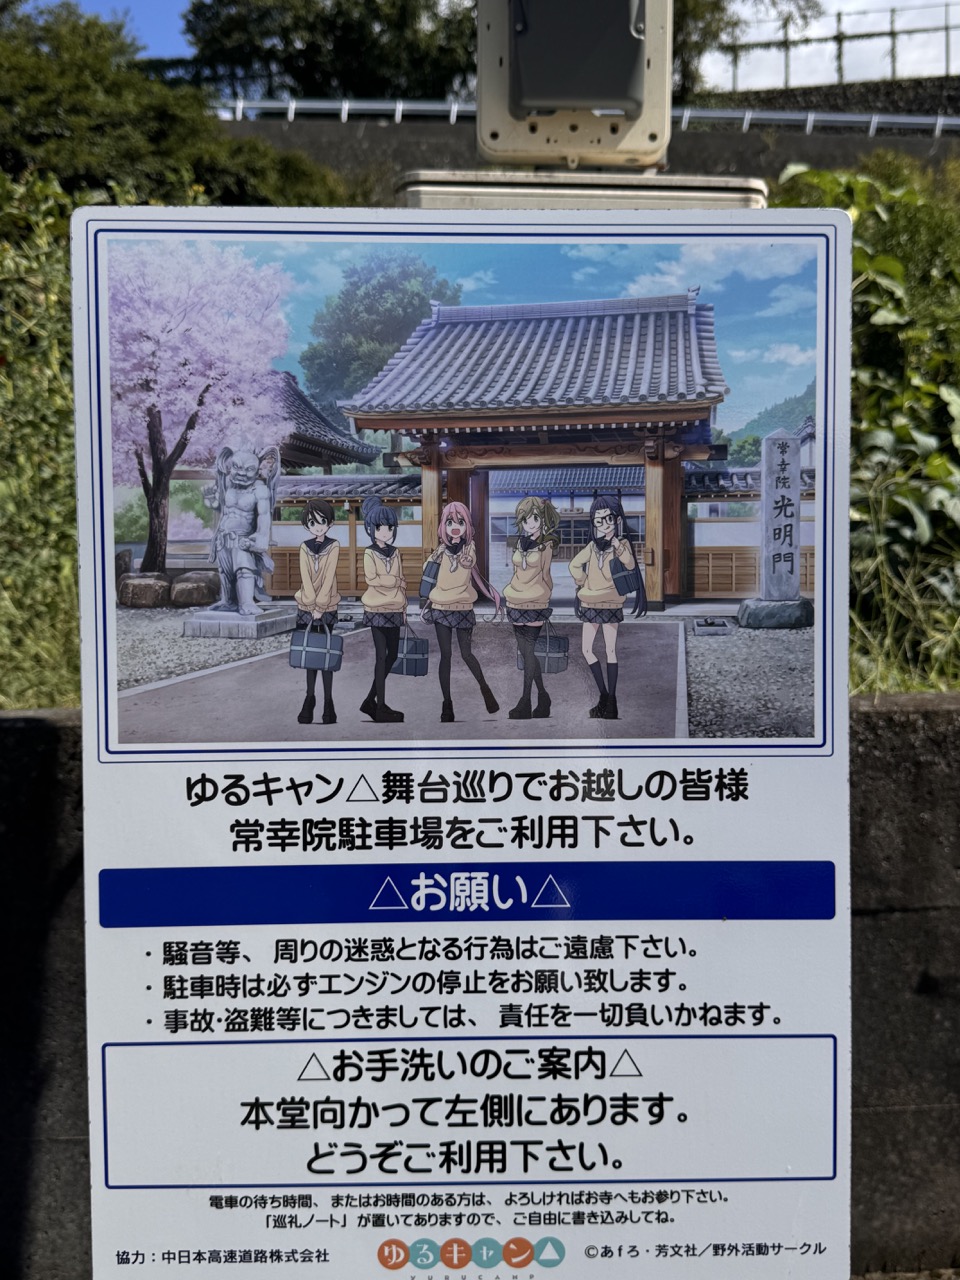 常幸院
光明門
ゆるキャン△舞台巡りでお越しの皆様
常幸院駐車場をご利用下さい。
△お願い△
・騒音等、周りの迷惑となる行為はご遠慮下さい。
・駐車時は必ずエンジンの停止をお願い致します。
・事故・盗難等につきましては、責任を一切負いかねます。
△お手洗いのご案内△
本堂向かって左側にあります。
どうぞご利用下さい。
電車の待ち時間、またはお時間のある方は、よろしければお寺へもお参り下さい。
「巡礼ノート」が置いてありますので、ご自由に書き込みしてね。
協力：中日本高速道路株式会社
ゆるキャン△
YURUCAMP
©あfろ・芳文社／野外活動サークル